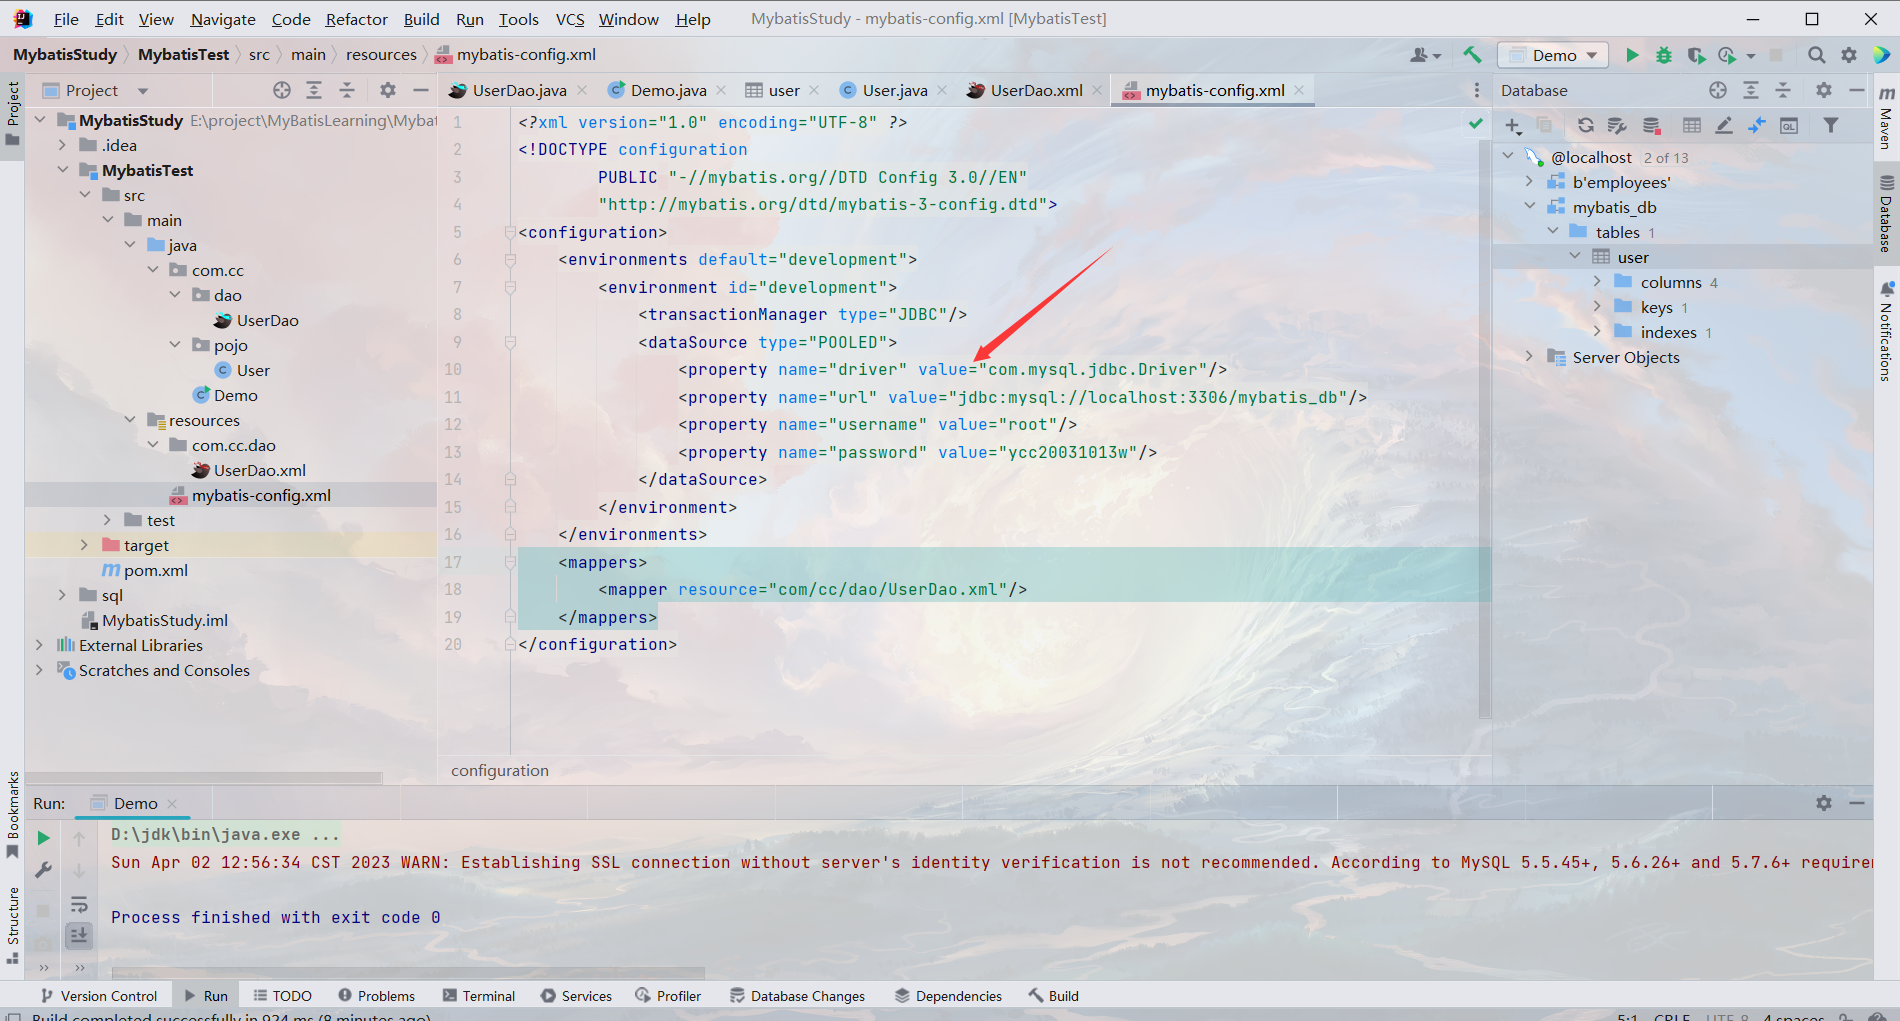 File Edit View Navigate Code Refactor Build Run Tools VCS Window Help MybatisStudy - mybatis-config.xml [MybatisTest]
MybatisStudy MybatisTest src main resources mybatis-config.xml Demo
Project
UserDao.java Demo.java user User.java UserDao.xml mybatis-config.xml
Database
Project
MybatisStudy E:\project\MyBatisLearning\Mybat
.idea
MybatisTest
src
main
java
com.cc
dao
UserDao
pojo
User
Demo
resources
com.cc.dao
UserDao.xml
mybatis-config.xml
test
target
pom.xml
sql
MybatisStudy.iml
External Libraries
Scratches and Consoles
1 <?xml version="1.0" encoding="UTF-8" ?>
2 <!DOCTYPE configuration
3 PUBLIC "-//mybatis.org//DTD Config 3.0//EN"
4 "http://mybatis.org/dtd/mybatis-3-config.dtd">
5 <configuration>
6 <environments default="development">
7 <environment id="development">
8 <transactionManager type="JDBC"/>
9 <dataSource type="POOLED">
10 <property name="driver" value="com.mysql.jdbc.Driver"/>
11 <property name="url" value="jdbc:mysql://localhost:3306/mybatis_db"/>
12 <property name="username" value="root"/>
13 <property name="password" value="ycc20031013w"/>
14 </dataSource>
15 </environment>
16 </environments>
17 <mappers>
18 <mapper resource="com/cc/dao/UserDao.xml"/>
19 </mappers>
20 </configuration>
configuration
@localhost 2 of 13
b'employees'
mybatis_db
tables 1
user
columns 4
keys 1
indexes 1
Server Objects
Maven
Database
Notifications
Bookmarks
Structure
Run: Demo
D:\jdk\bin\java.exe ...
Sun Apr 02 12:56:34 CST 2023 WARN: Establishing SSL connection without server's identity verification is not recommended. According to MySQL 5.5.45+, 5.6.26+ and 5.7.6+ requirem
Process finished with exit code 0
Version Control Run TODO Problems Terminal Services Profiler Database Changes Dependencies Build
Build completed successfully in 924 ms (8 minutes ago) 5:1 CRLF UTF-8 4 spaces